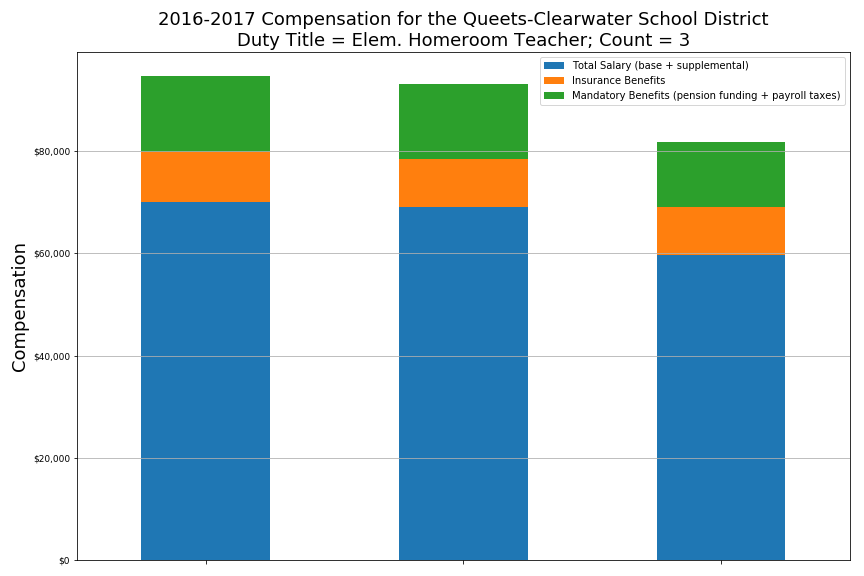 2016-2017 Compensation for the Queets-Clearwater School District
Duty Title = Elem. Homeroom Teacher; Count = 3
Total Salary (base + supplemental)
Insurance Benefits
Mandatory Benefits (pension funding + payroll taxes)
Compensation
$80,000
$60,000
$40,000
$20,000
$0